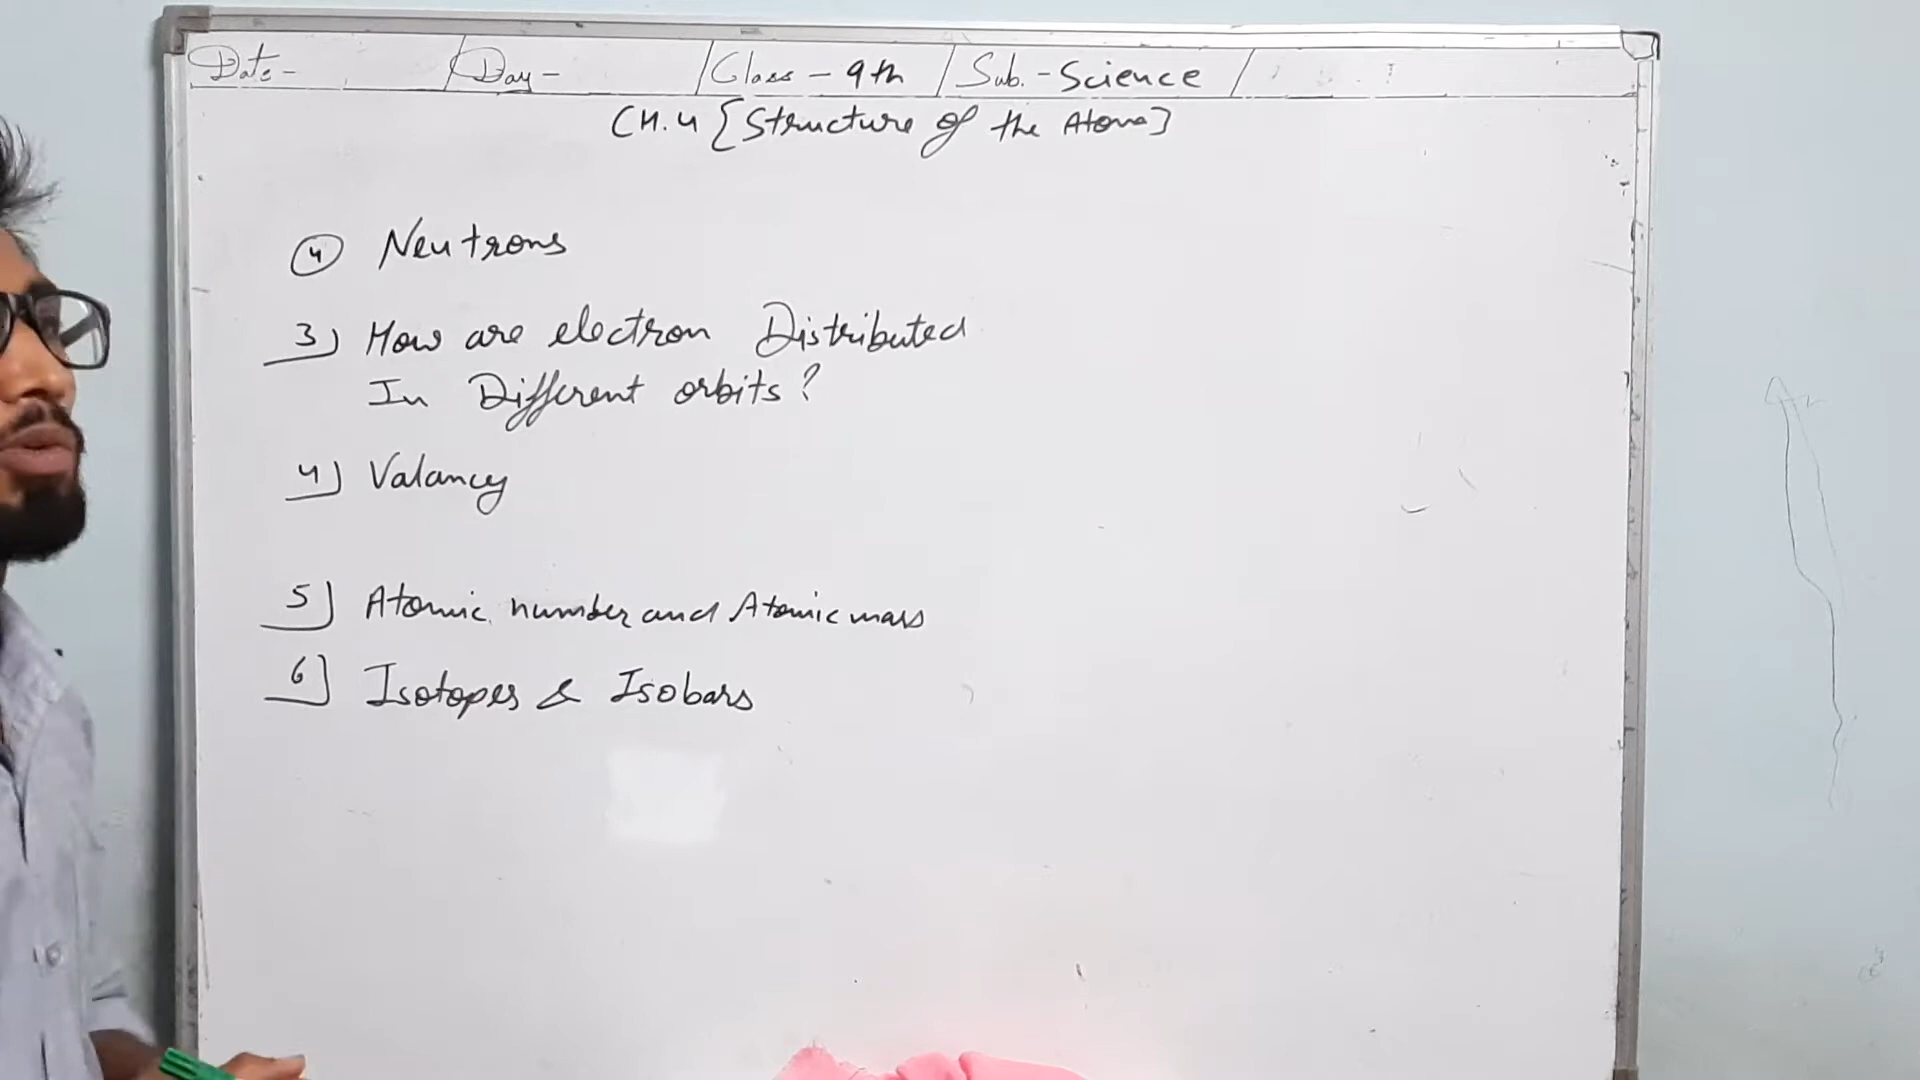 Date- / Day- / Class - 9th / Sub. - Science /
CH.4 [Structure of the Atom]
④ Neutrons
3) How are electron Distributed
In Different orbits?
4) Valancy
5] Atomic number and Atomic mass
6] Isotopes & Isobars